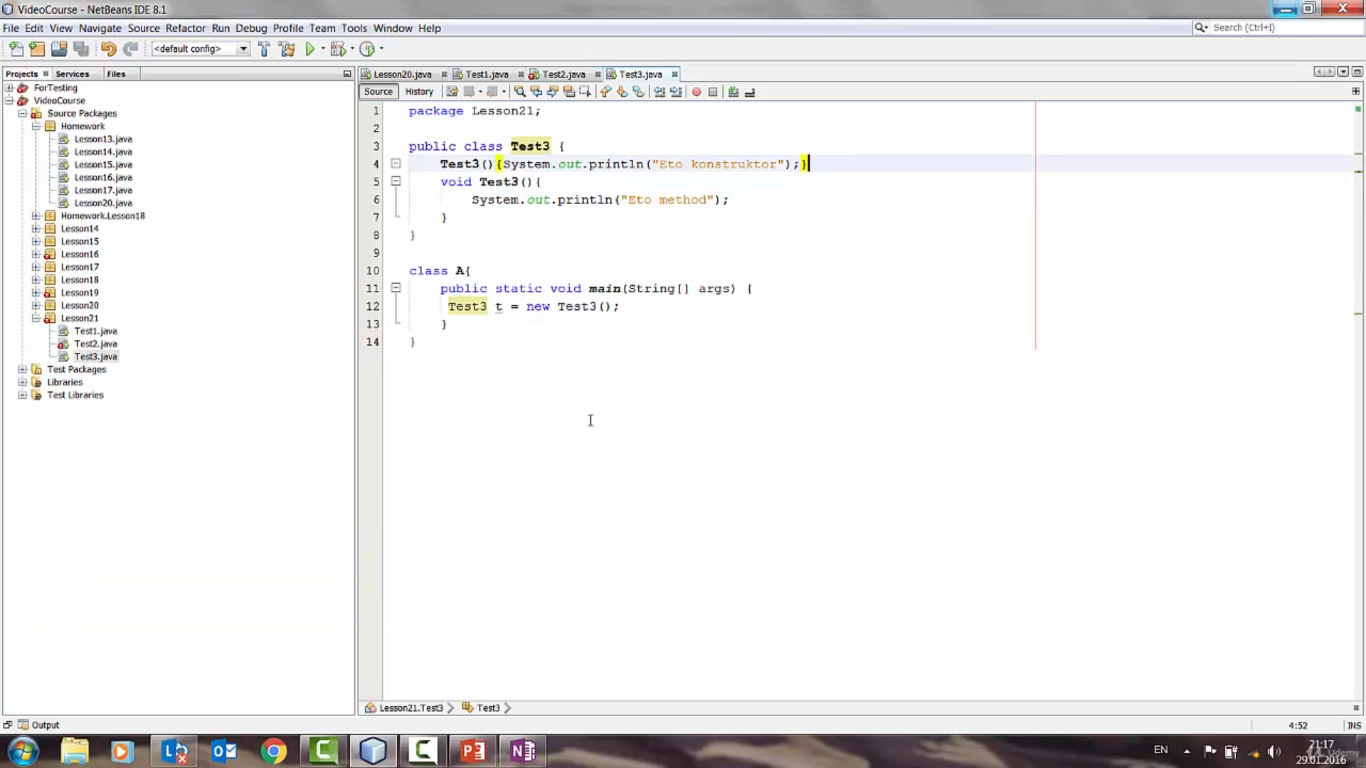 VideoCourse - NetBeans IDE 8.1
File Edit View Navigate Source Refactor Run Debug Profile Team Tools Window Help
Search (Ctrl+I)
<default config>
Projects Services Files
ForTesting
VideoCourse
Source Packages
Homework
Lesson13.java
Lesson14.java
Lesson15.java
Lesson16.java
Lesson17.java
Lesson20.java
Homework.Lesson18
Lesson14
Lesson15
Lesson16
Lesson17
Lesson18
Lesson19
Lesson20
Lesson21
Test1.java
Test2.java
Test3.java
Test Packages
Libraries
Test Libraries
Lesson20.java Test1.java Test2.java Test3.java
Source History
1 package Lesson21;
2
3 public class Test3 {
4 Test3(){System.out.println("Eto konstruktor");}
5 void Test3(){
6 System.out.println("Eto method");
7 }
8 }
9
10 class A{
11 public static void main(String[] args) {
12 Test3 t = new Test3();
13 }
14 }
Lesson21.Test3 Test3
Output
4:52 INS
EN
21:17
29.01.2016
Udemy